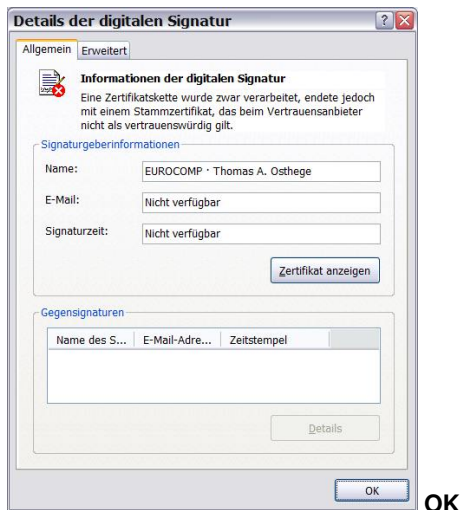 Details der digitalen Signatur
Allgemein
Erweitert
Informationen der digitalen Signatur
Eine Zertifikatskette wurde zwar verarbeitet, endete jedoch
mit einem Stammzertifikat, das beim Vertrauensanbieter
nicht als vertrauenswürdig gilt.
Signaturgeberinformationen
Name:
EUROCOMP · Thomas A. Osthege
E-Mail:
Nicht verfügbar
Signaturzeit:
Nicht verfügbar
Zertifikat anzeigen
Gegensignaturen
Name des S...
E-Mail-Adre...
Zeitstempel
Details
OK
OK